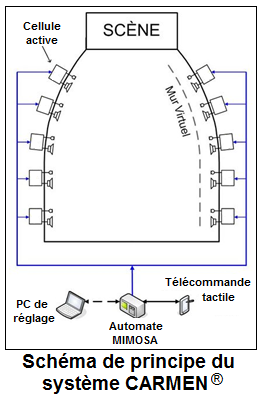 SCÈNE
Cellule
active
Mur Virtuel
Télécommande
tactile
PC de
réglage
Automate
MIMOSA
Schéma de principe du
système CARMEN®